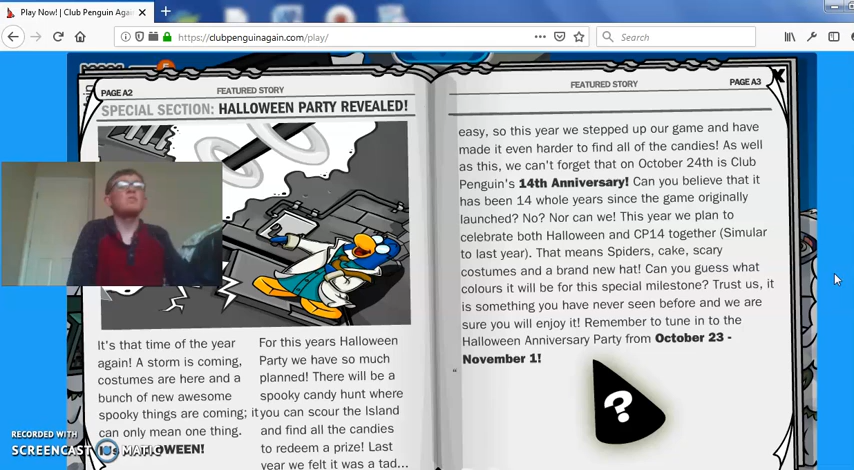 Play Now! | Club Penguin Again
https://clubpenguinagain.com/play/
Search
PAGE A2
FEATURED STORY
SPECIAL SECTION: HALLOWEEN PARTY REVEALED!
It's that time of the year
again! A storm is coming,
costumes are here and a
bunch of new awesome
spooky things are coming; it
can only mean one thing.
HALLOWEEN!
For this years Halloween
Party we have so much
planned! There will be a
spooky candy hunt where
you can scour the Island
and find all the candies
to redeem a prize! Last
year we felt it was a tad...
FEATURED STORY
PAGE A3
X
easy, so this year we stepped up our game and have
made it even harder to find all of the candies! As well
as this, we can't forget that on October 24th is Club
Penguin's 14th Anniversary! Can you believe that it
has been 14 whole years since the game originally
launched? No? Nor can we! This year we plan to
celebrate both Halloween and CP14 together (Simular
to last year). That means Spiders, cake, scary
costumes and a brand new hat! Can you guess what
colours it will be for this special milestone? Trust us, it
is something you have never seen before and we are
sure you will enjoy it! Remember to tune in to the
Halloween Anniversary Party from October 23 -
November 1!
?
RECORDED WITH
SCREENCAST MATIC